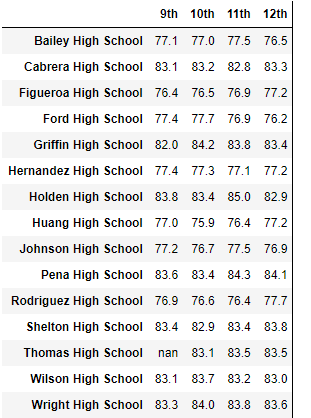 9th 10th 11th 12th
Bailey High School 77.1 77.0 77.5 76.5
Cabrera High School 83.1 83.2 82.8 83.3
Figueroa High School 76.4 76.5 76.9 77.2
Ford High School 77.4 77.7 76.9 76.2
Griffin High School 82.0 84.2 83.8 83.4
Hernandez High School 77.4 77.3 77.1 77.2
Holden High School 83.8 83.4 85.0 82.9
Huang High School 77.0 75.9 76.4 77.2
Johnson High School 77.2 76.7 77.5 76.9
Pena High School 83.6 83.4 84.3 84.1
Rodriguez High School 76.9 76.6 76.4 77.7
Shelton High School 83.4 82.9 83.4 83.8
Thomas High School nan 83.1 83.5 83.5
Wilson High School 83.1 83.7 83.2 83.0
Wright High School 83.3 84.0 83.8 83.6